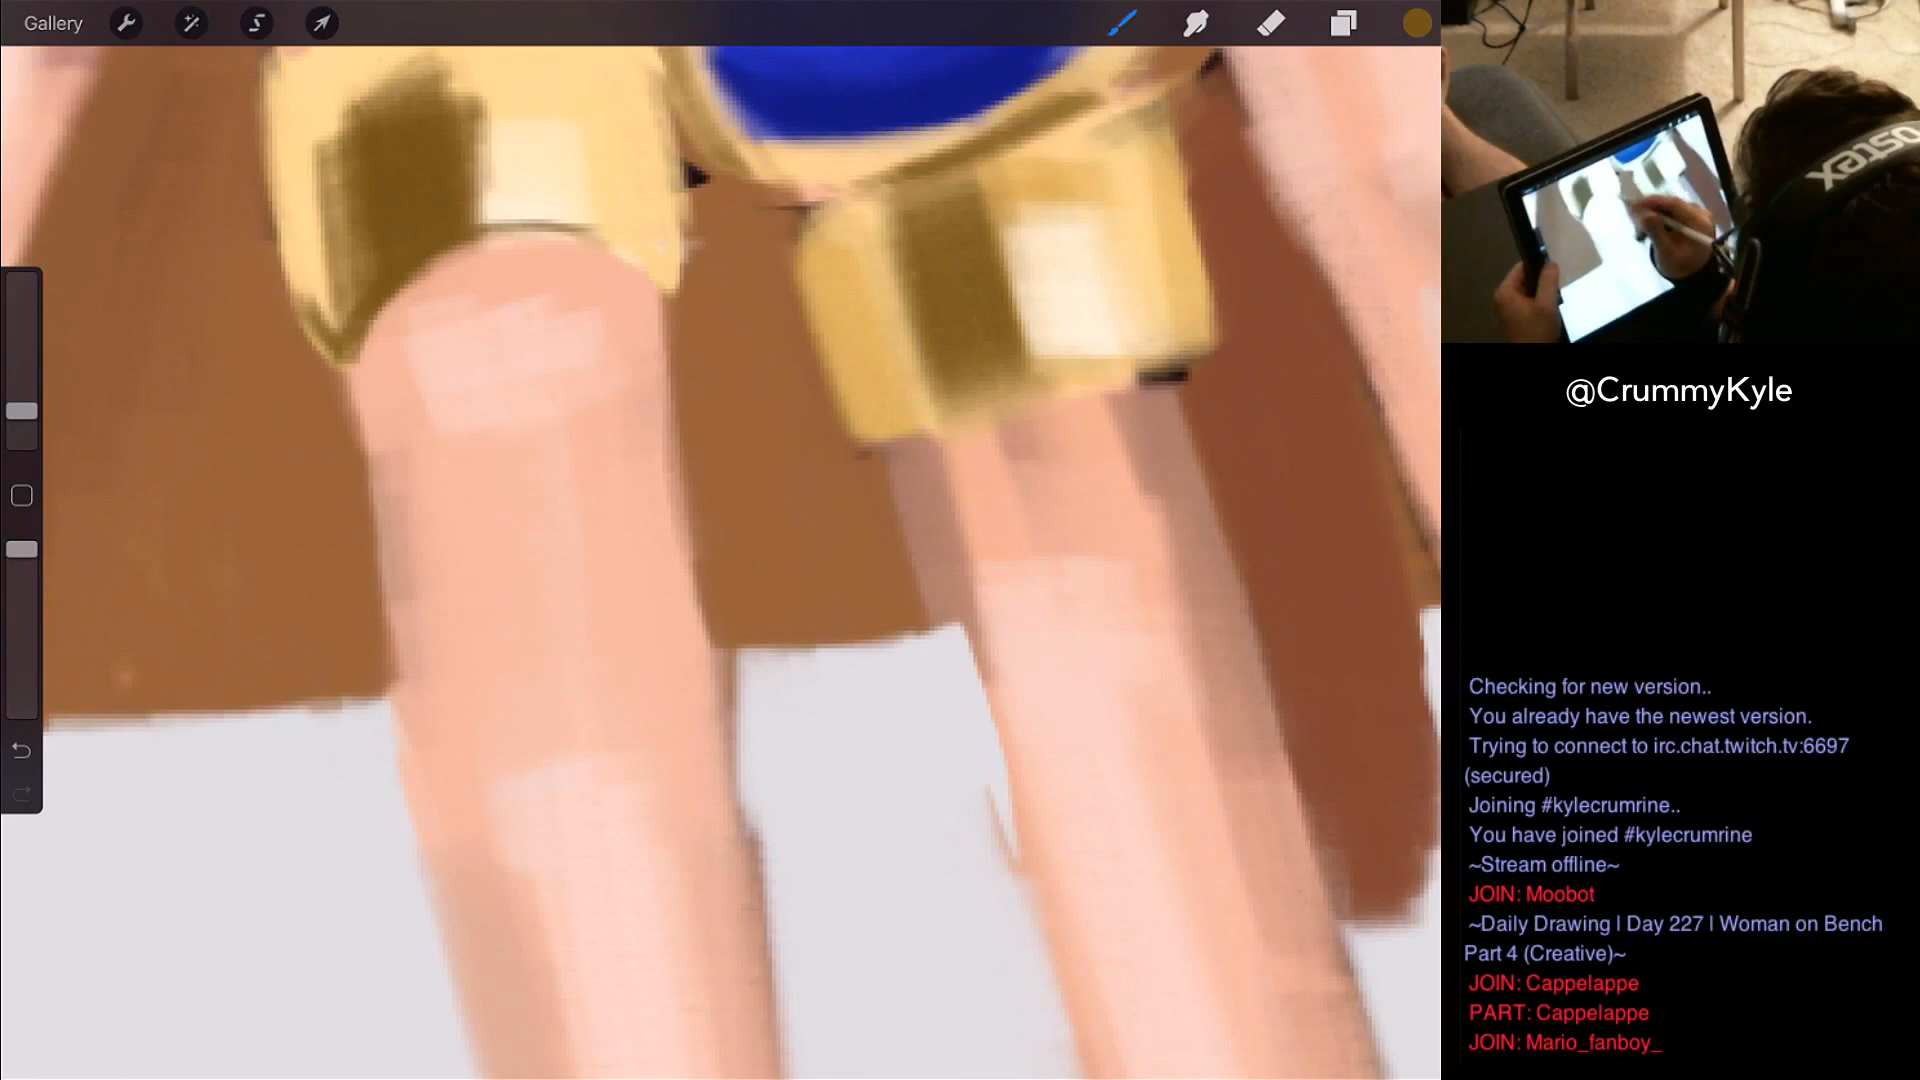 Gallery
@CrummyKyle
Checking for new version..
You already have the newest version.
Trying to connect to irc.chat.twitch.tv:6697
(secured)
Joining #kylecrumrine..
You have joined #kylecrumrine
~Stream offline~
JOIN: Moobot
~Daily Drawing | Day 227 | Woman on Bench
Part 4 (Creative)~
JOIN: Cappelappe
PART: Cappelappe
JOIN: Mario_fanboy_